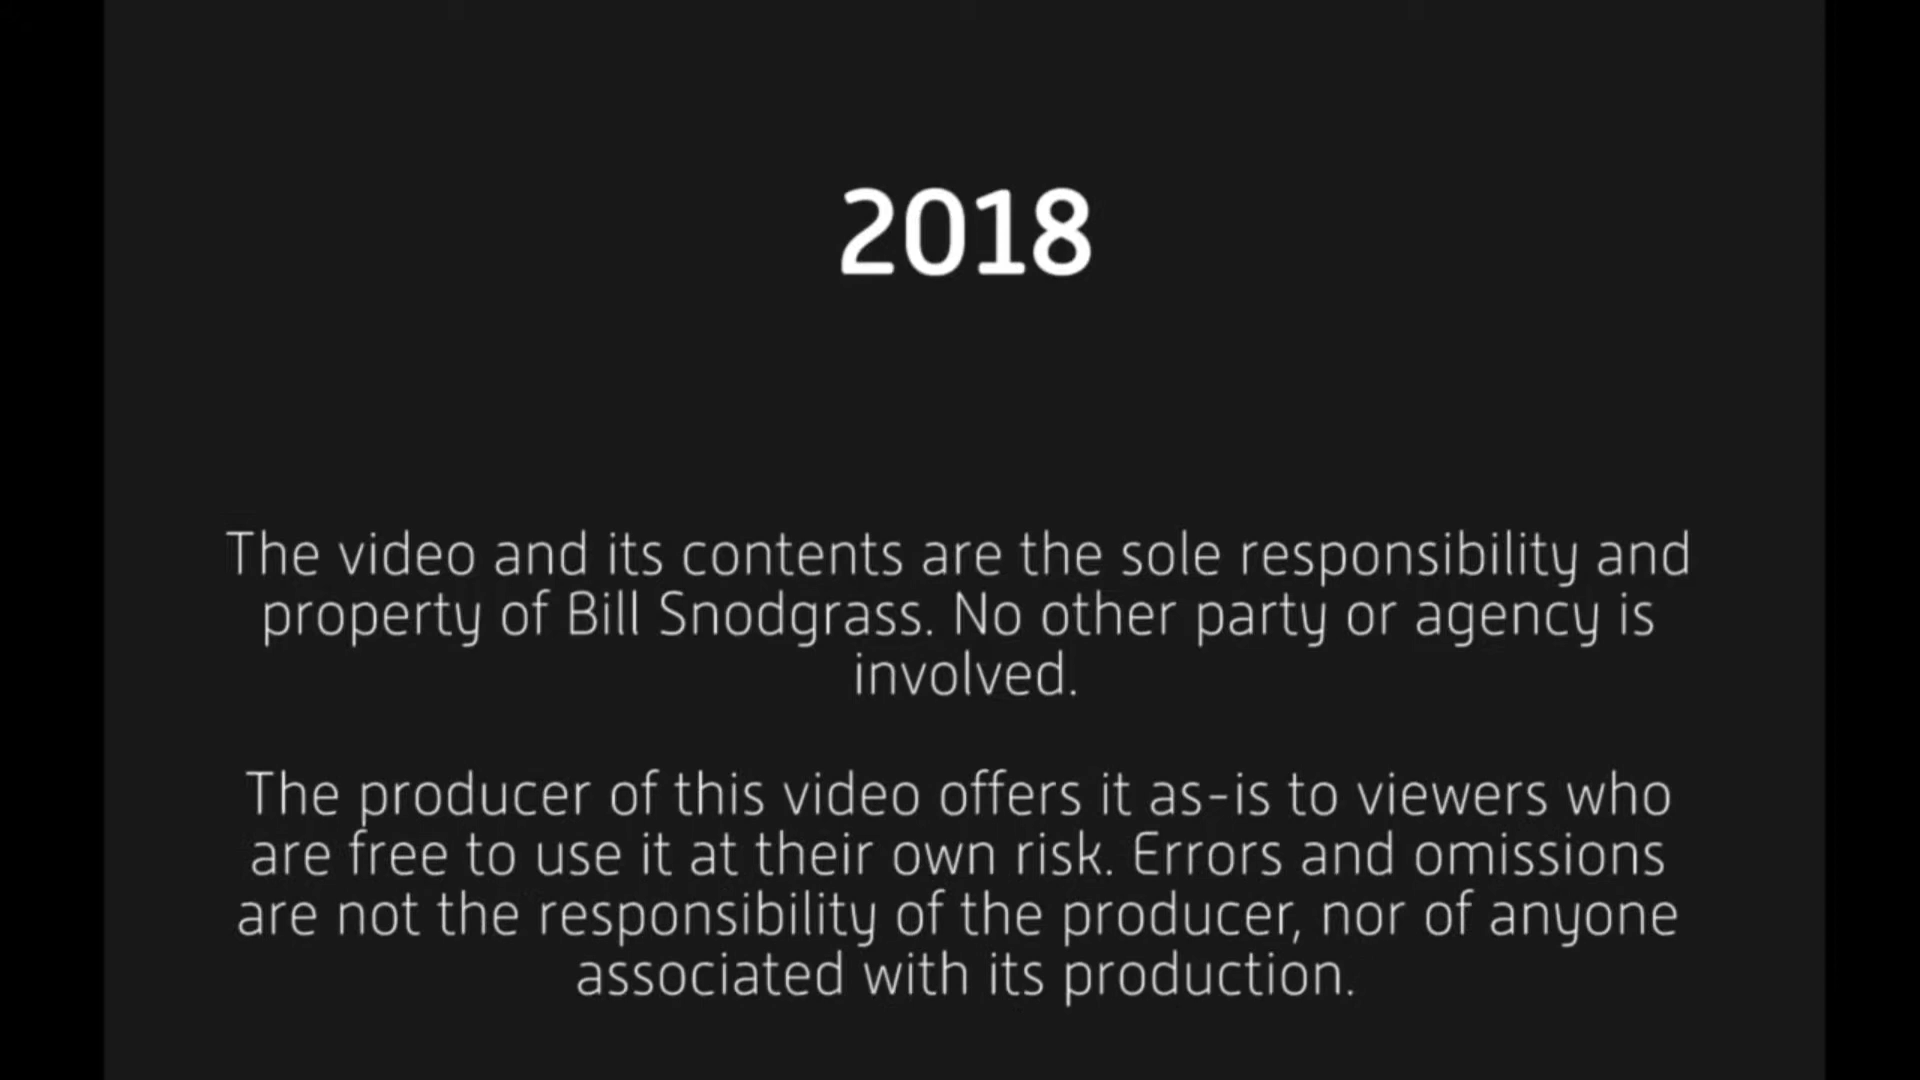 2018
The video and its contents are the sole responsibility and
property of Bill Snodgrass. No other party or agency is
involved.
The producer of this video offers it as-is to viewers who
are free to use it at their own risk. Errors and omissions
are not the responsibility of the producer, nor of anyone
associated with its production.